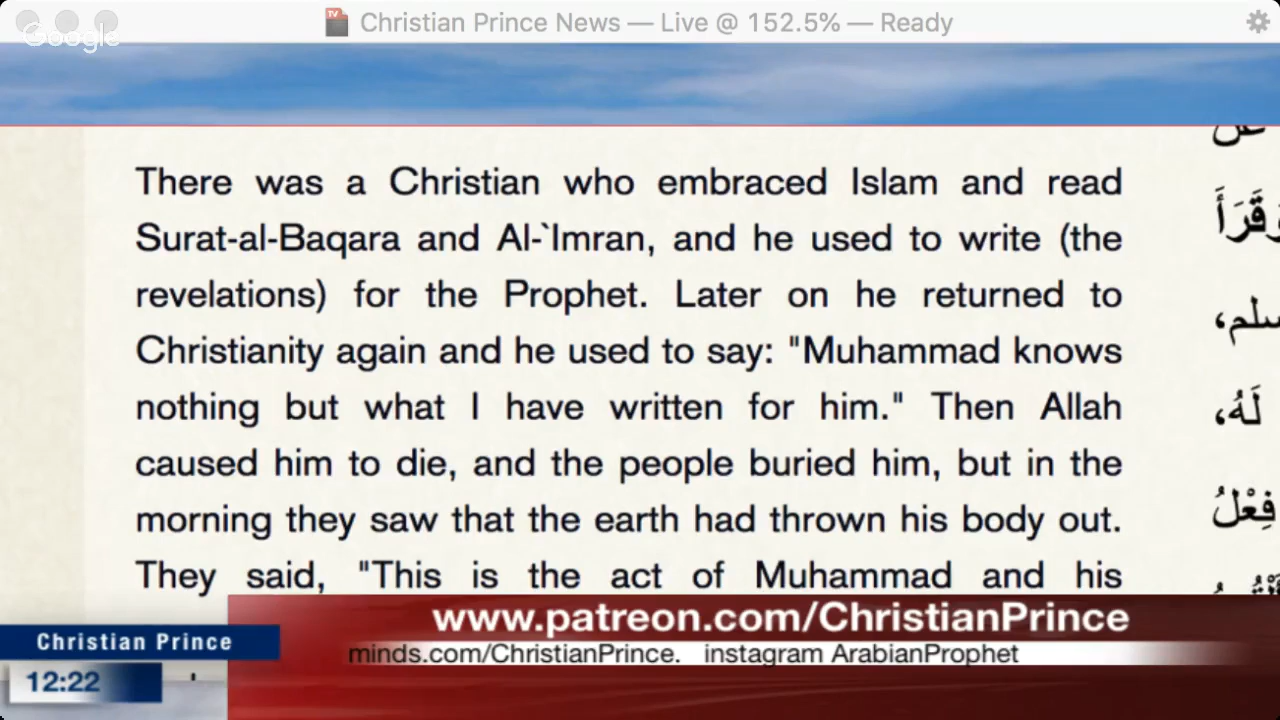 Christian Prince News — Live @ 152.5% — Ready
Google
There was a Christian who embraced Islam and read
Surat-al-Baqara and Al-`Imran, and he used to write (the
revelations) for the Prophet. Later on he returned to
Christianity again and he used to say: "Muhammad knows
nothing but what I have written for him." Then Allah
caused him to die, and the people buried him, but in the
morning they saw that the earth had thrown his body out.
They said, "This is the act of Muhammad and his
وَقَرَأَ
لَهُ،
فِعْلُ
www.patreon.com/ChristianPrince
Christian Prince
minds.com/ChristianPrince. instagram ArabianProphet
12:22